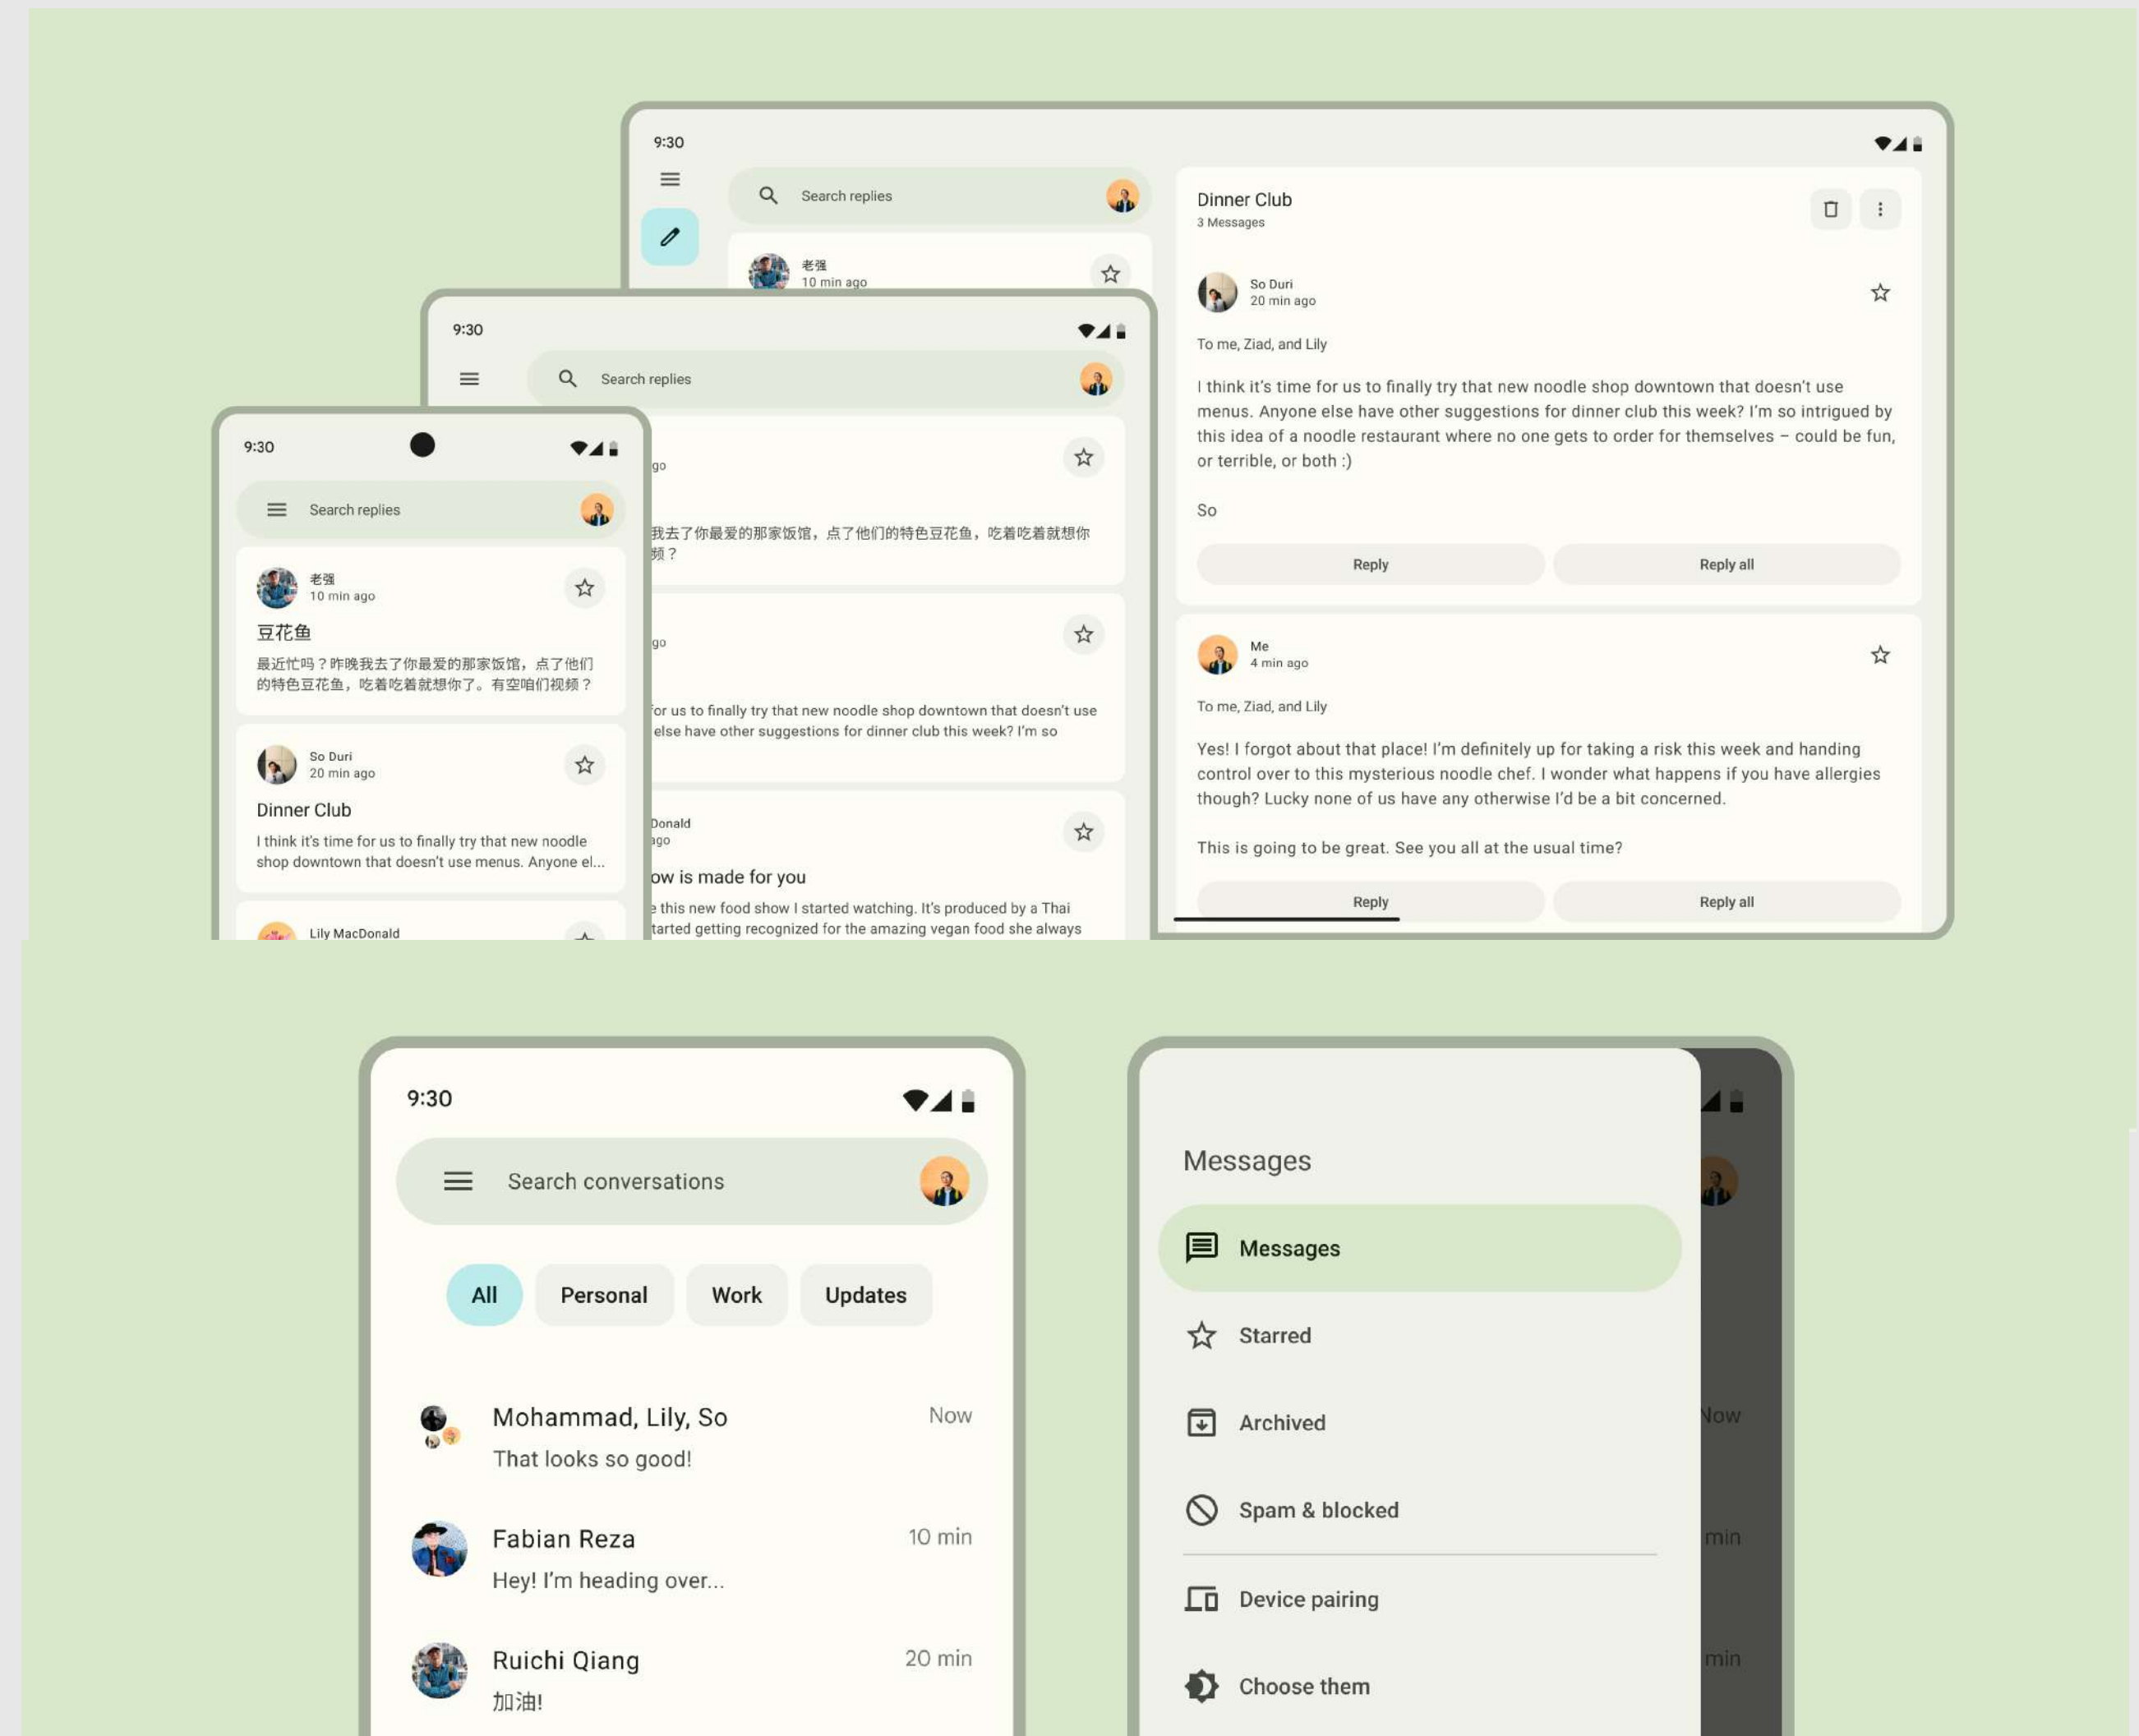 9:30
Search replies
老强
10 min ago
Dinner Club
3 Messages
So Duri
20 min ago
To me, Ziad, and Lily
I think it's time for us to finally try that new noodle shop downtown that doesn't use
menus. Anyone else have other suggestions for dinner club this week? I'm so intrigued by
this idea of a noodle restaurant where no one gets to order for themselves – could be fun,
or terrible, or both :)
So
Reply
Reply all
Me
4 min ago
To me, Ziad, and Lily
Yes! I forgot about that place! I'm definitely up for taking a risk this week and handing
control over to this mysterious noodle chef. I wonder what happens if you have allergies
though? Lucky none of us have any otherwise I'd be a bit concerned.
This is going to be great. See you all at the usual time?
Reply
Reply all
9:30
Search replies
go
我去了你最爱的那家饭馆，点了他们的特色豆花鱼，吃着吃着就想你
频？
go
for us to finally try that new noodle shop downtown that doesn't use
else have other suggestions for dinner club this week? I'm so
Donald
ago
ow is made for you
e this new food show I started watching. It's produced by a Thai
tarted getting recognized for the amazing vegan food she always
9:30
Search replies
老强
10 min ago
豆花鱼
最近忙吗？昨晚我去了你最爱的那家饭馆，点了他们
的特色豆花鱼，吃着吃着就想你了。有空咱们视频？
So Duri
20 min ago
Dinner Club
I think it's time for us to finally try that new noodle
shop downtown that doesn't use menus. Anyone el...
Lily MacDonald
9:30
Search conversations
All
Personal
Work
Updates
Mohammad, Lily, So
Now
That looks so good!
Fabian Reza
10 min
Hey! I'm heading over...
Ruichi Qiang
20 min
加油!
Messages
Messages
Starred
Archived
Spam & blocked
Device pairing
Choose them
Now
min
min